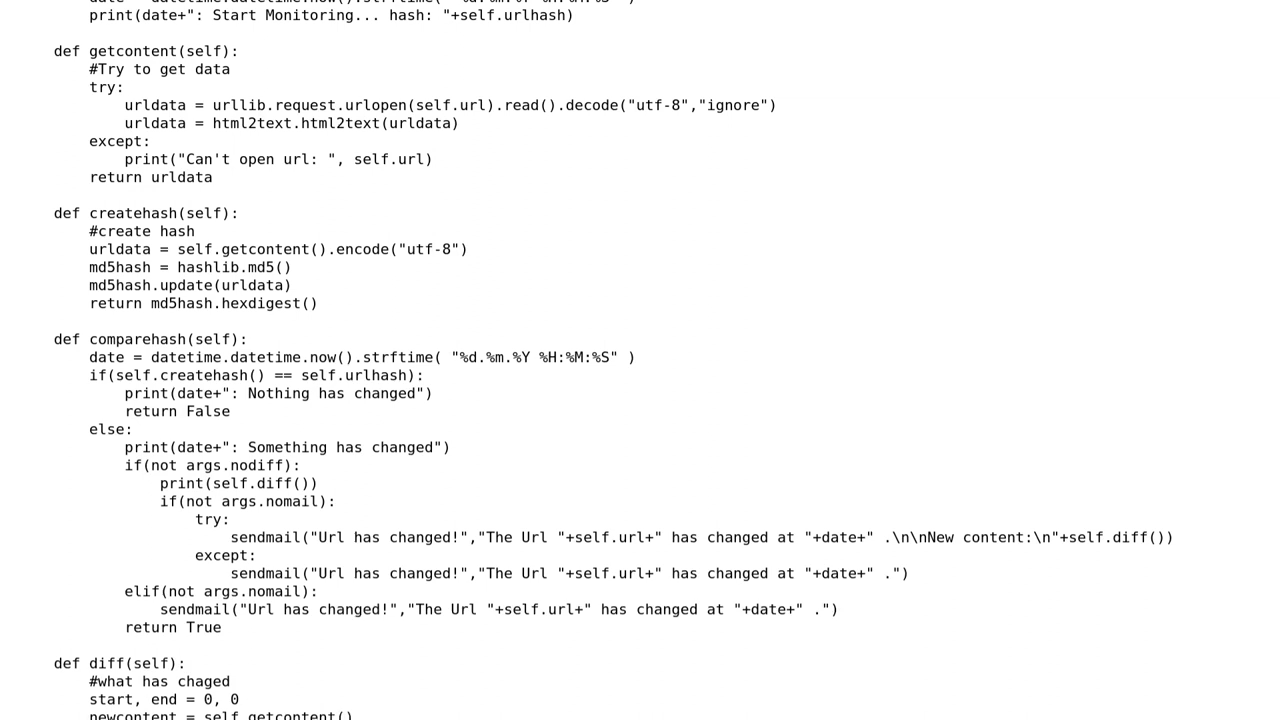 date = datetime.datetime.now().strftime( "%d.%m.%Y %H:%M:%S" )
print(date+": Start Monitoring... hash: "+self.urlhash)
def getcontent(self):
#Try to get data
try:
urldata = urllib.request.urlopen(self.url).read().decode("utf-8","ignore")
urldata = html2text.html2text(urldata)
except:
print("Can't open url: ", self.url)
return urldata
def createhash(self):
#create hash
urldata = self.getcontent().encode("utf-8")
md5hash = hashlib.md5()
md5hash.update(urldata)
return md5hash.hexdigest()
def comparehash(self):
date = datetime.datetime.now().strftime( "%d.%m.%Y %H:%M:%S" )
if(self.createhash() == self.urlhash):
print(date+": Nothing has changed")
return False
else:
print(date+": Something has changed")
if(not args.nodiff):
print(self.diff())
if(not args.nomail):
try:
sendmail("Url has changed!","The Url "+self.url+" has changed at "+date+" .\n\nNew content:\n"+self.diff())
except:
sendmail("Url has changed!","The Url "+self.url+" has changed at "+date+" .")
elif(not args.nomail):
sendmail("Url has changed!","The Url "+self.url+" has changed at "+date+" .")
return True
def diff(self):
#what has chaged
start, end = 0, 0
newcontent = self.getcontent()